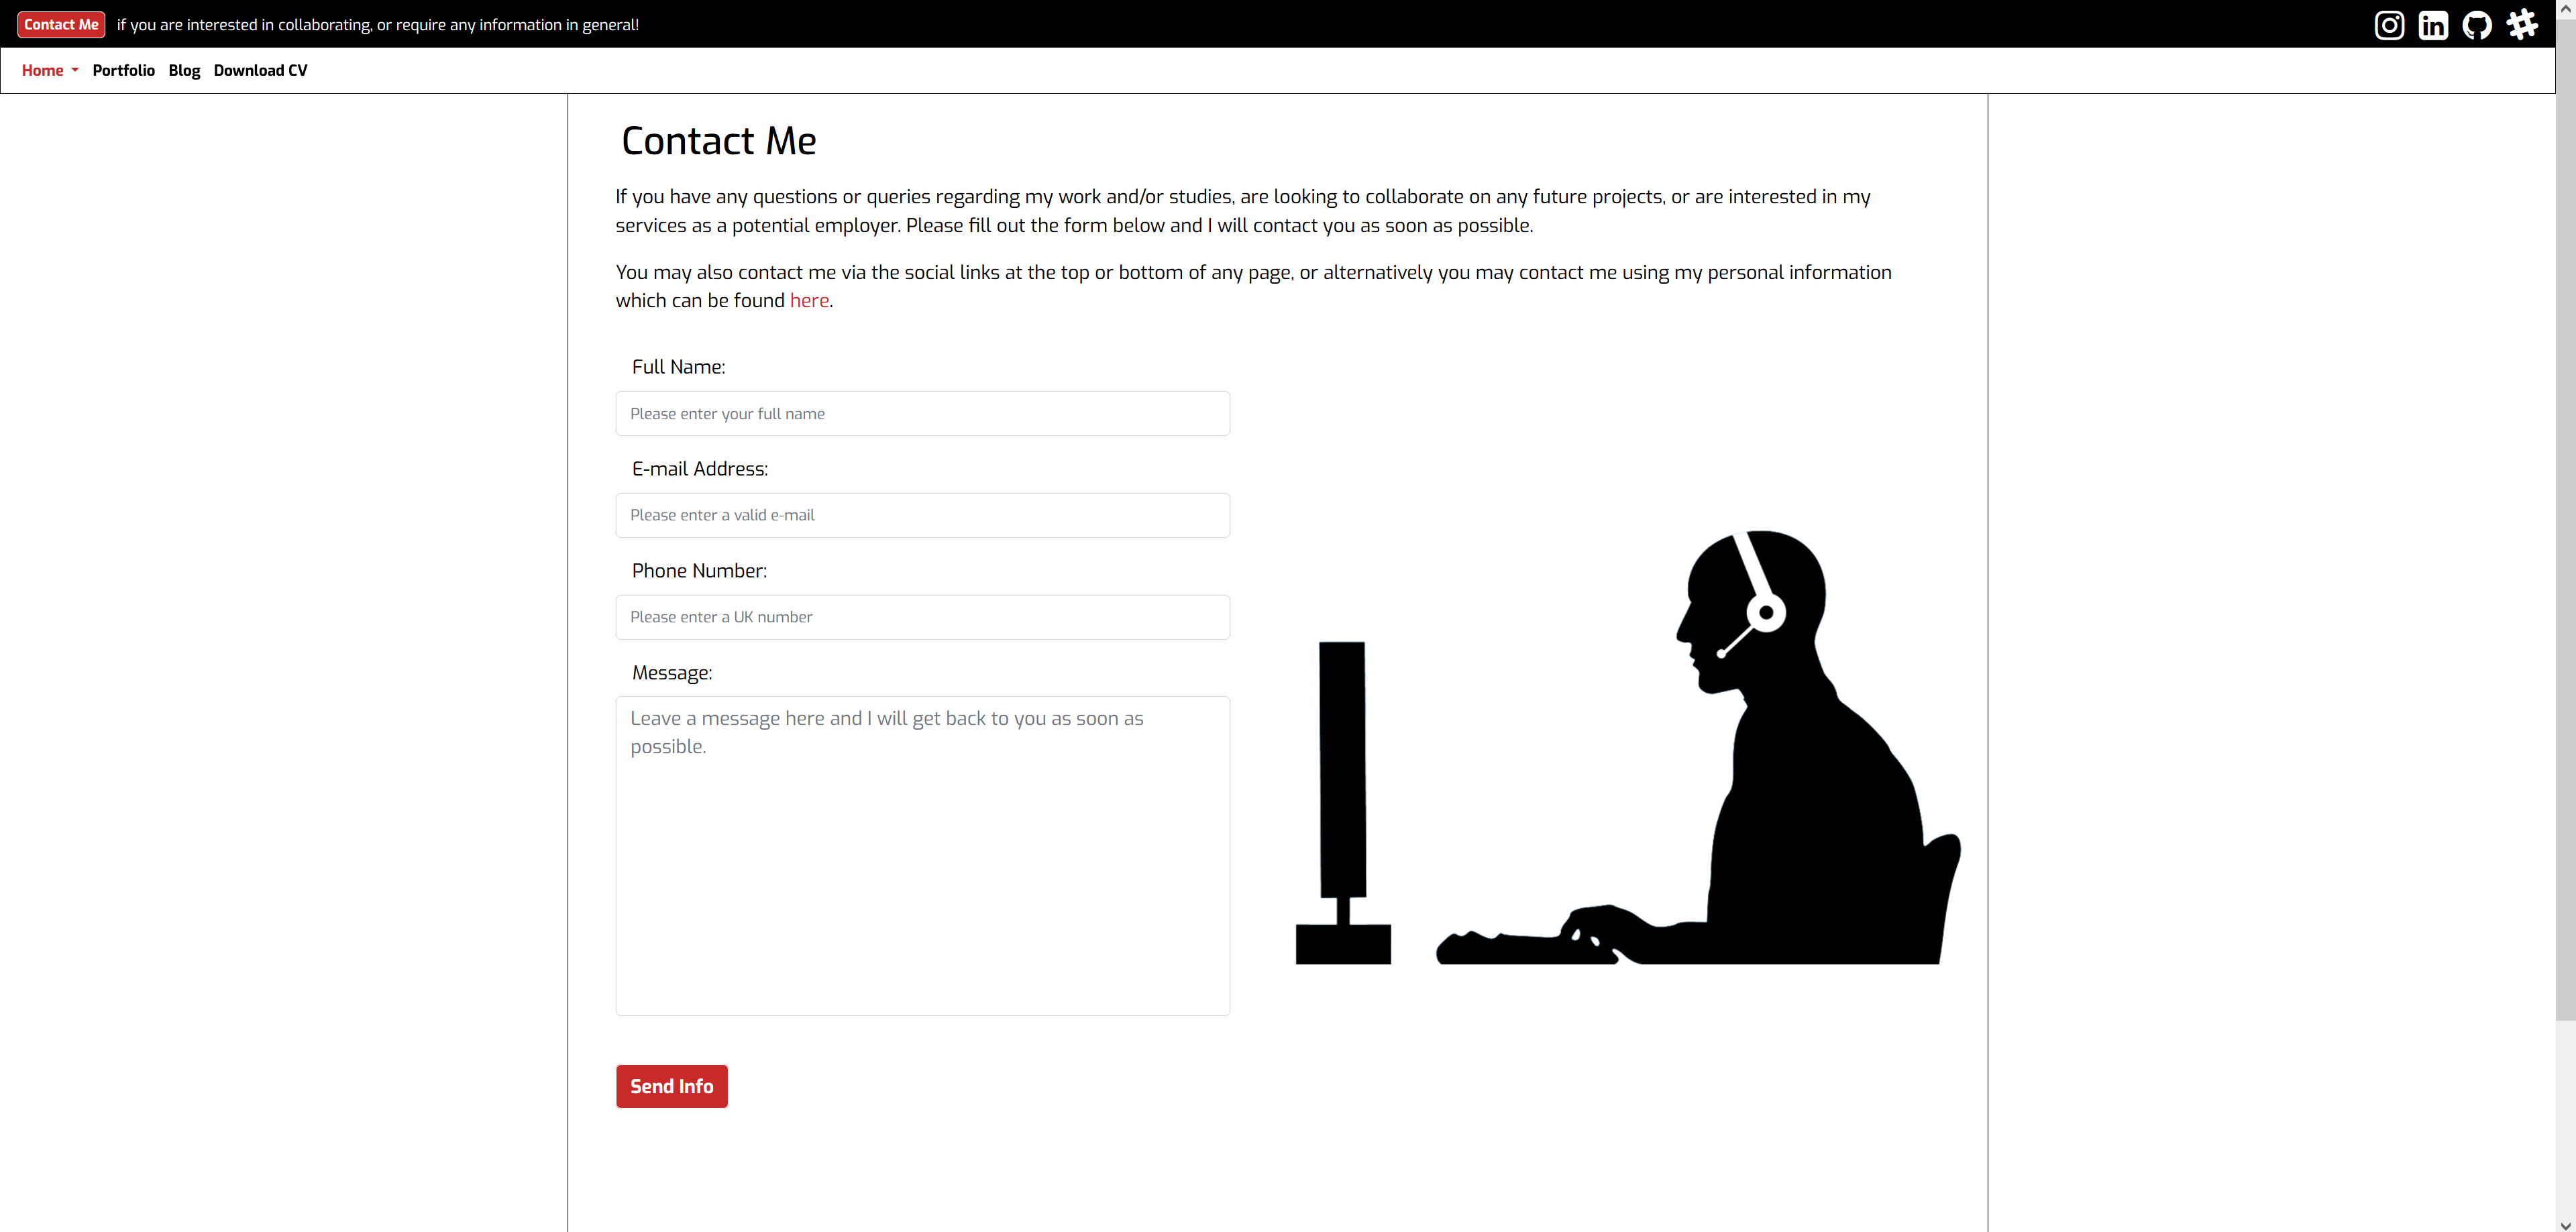 Contact Me if you are interested in collaborating, or require any information in general!
Home Portfolio Blog Download CV
Contact Me
If you have any questions or queries regarding my work and/or studies, are looking to collaborate on any future projects, or are interested in my
services as a potential employer. Please fill out the form below and I will contact you as soon as possible.
You may also contact me via the social links at the top or bottom of any page, or alternatively you may contact me using my personal information
which can be found here.
Full Name:
Please enter your full name
E-mail Address:
Please enter a valid e-mail
Phone Number:
Please enter a UK number
Message:
Leave a message here and I will get back to you as soon as
possible.
Send Info